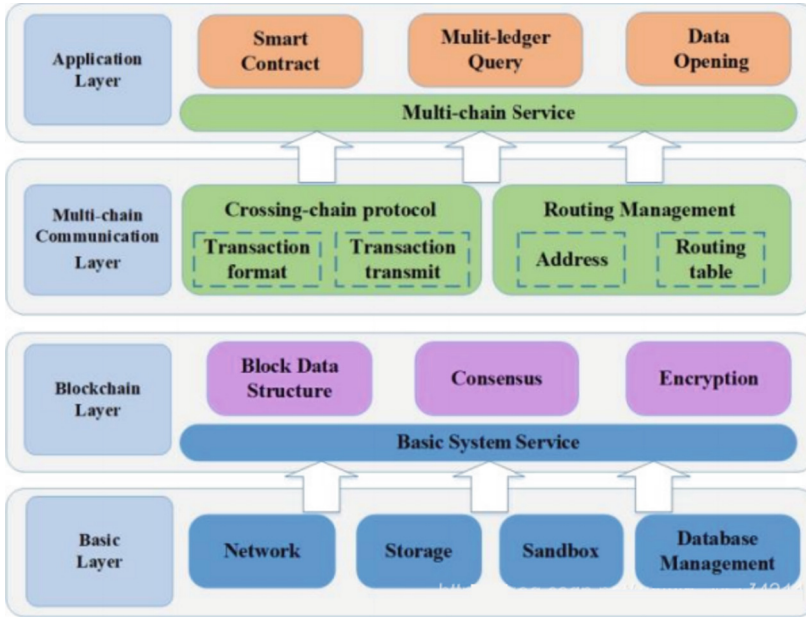 Application
Layer
Smart
Contract
Mulit-ledger
Query
Data
Opening
Multi-chain Service
Multi-chain
Communication
Layer
Crossing-chain protocol
Transaction
format
Transaction
transmit
Routing Management
Address
Routing
table
Blockchain
Layer
Block Data
Structure
Consensus
Encryption
Basic System Service
Basic
Layer
Network
Storage
Sandbox
Database
Management